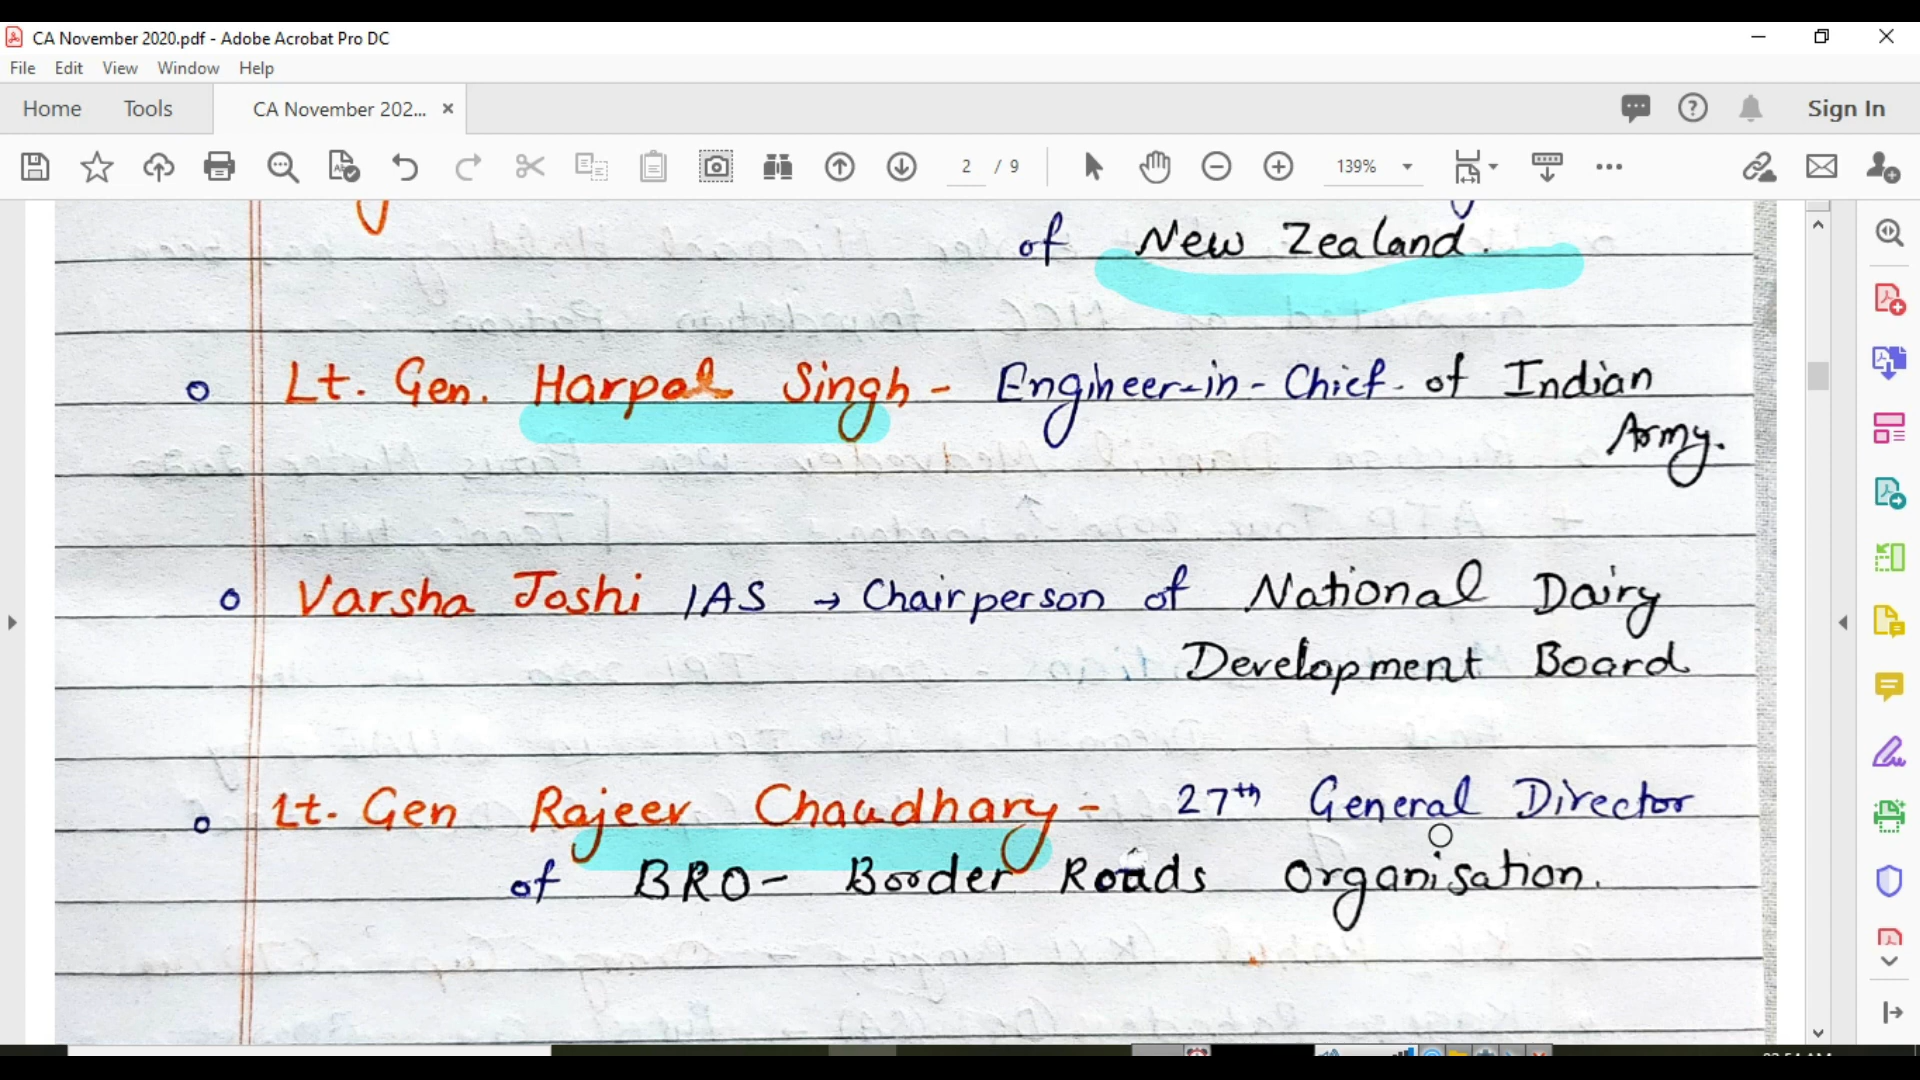 CA November 2020.pdf - Adobe Acrobat Pro DC
File Edit View Window Help
Home Tools CA November 202... × Sign In
2 / 9 139%
of New Zealand.
Lt. Gen. Harpal Singh - Engineer-in-Chief of Indian
Army.
Varsha Joshi IAS → Chairperson of National Dairy
Development Board
Lt. Gen Rajeev Chaudhary - 27th General Director
of BRO - Border Roads Organisation.